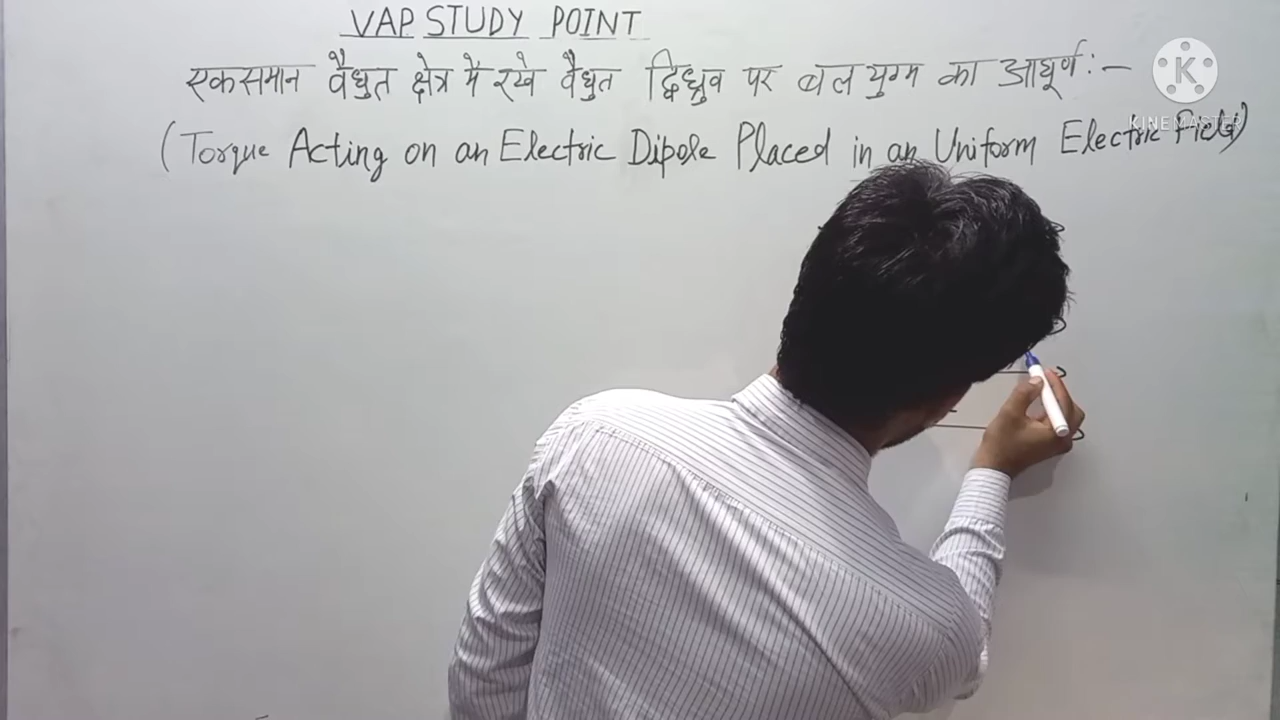 VAP STUDY POINT
एकसमान वैधुत क्षेत्र में रखे वैधुत द्विध्रुव पर बल युग्म का आघूर्ण :-
(Torque Acting on an Electric Dipole Placed in an Uniform Electric Field)
K
KINEMASTER